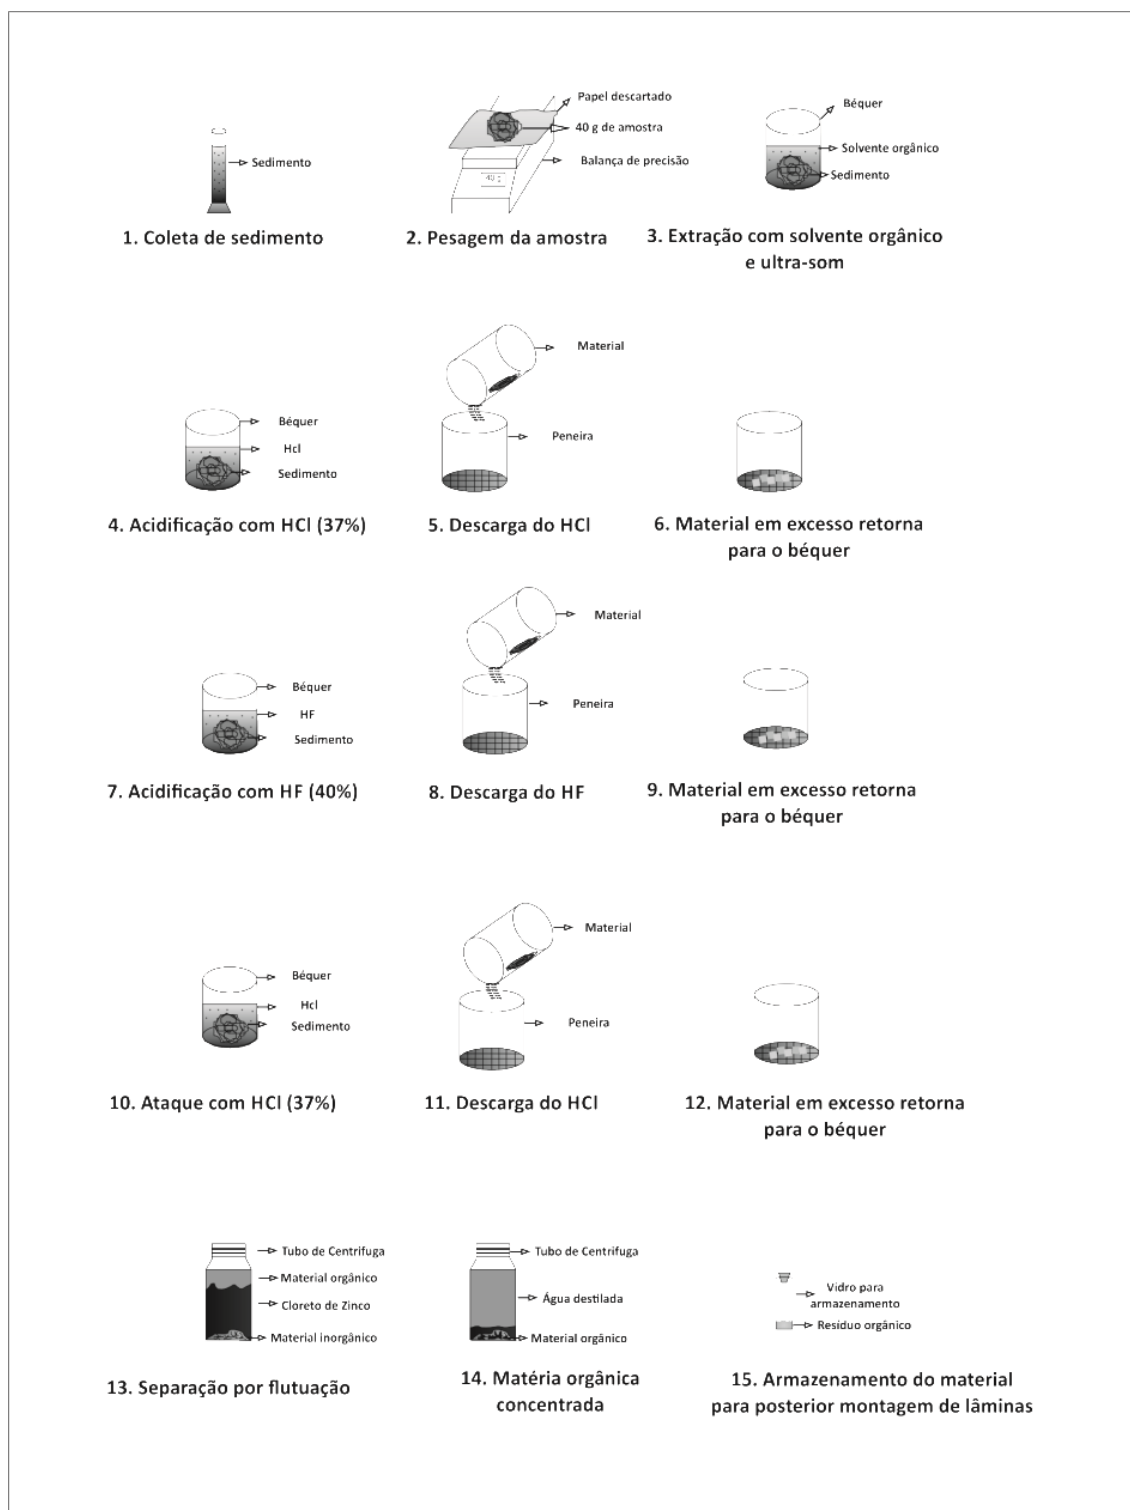 Sedimento
1. Coleta de sedimento
Papel descartado
40 g de amostra
Balança de precisão
40 g
2. Pesagem da amostra
Béquer
Solvente orgânico
Sedimento
3. Extração com solvente orgânico
e ultra-som
Béquer
Hcl
Sedimento
4. Acidificação com HCl (37%)
Material
Peneira
5. Descarga do HCl
6. Material em excesso retorna
para o béquer
Béquer
HF
Sedimento
7. Acidificação com HF (40%)
Material
Peneira
8. Descarga do HF
9. Material em excesso retorna
para o béquer
Béquer
Hcl
Sedimento
10. Ataque com HCl (37%)
Material
Peneira
11. Descarga do HCl
12. Material em excesso retorna
para o béquer
Tubo de Centrifuga
Material orgânico
Cloreto de Zinco
Material inorgânico
13. Separação por flutuação
Tubo de Centrifuga
Água destilada
Material orgânico
14. Matéria orgânica
concentrada
Vidro para
armazenamento
Resíduo orgânico
15. Armazenamento do material
para posterior montagem de lâminas